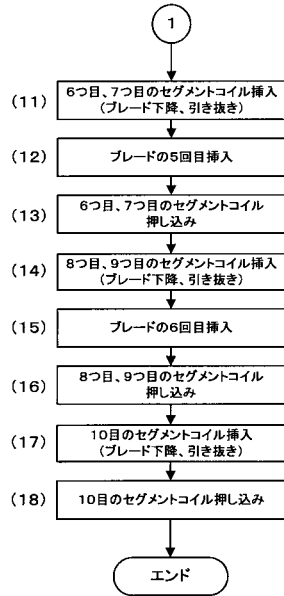 1
(11)
6つ目、7つ目のセグメントコイル挿入
(ブレード下降、引き抜き)
(12)
ブレードの5回目挿入
(13)
6つ目、7つ目のセグメントコイル
押し込み
(14)
8つ目、9つ目のセグメントコイル挿入
(ブレード下降、引き抜き)
(15)
ブレードの6回目挿入
(16)
8つ目、9つ目のセグメントコイル
押し込み
(17)
10目のセグメントコイル挿入
(ブレード下降、引き抜き)
(18)
10目のセグメントコイル押し込み
エンド